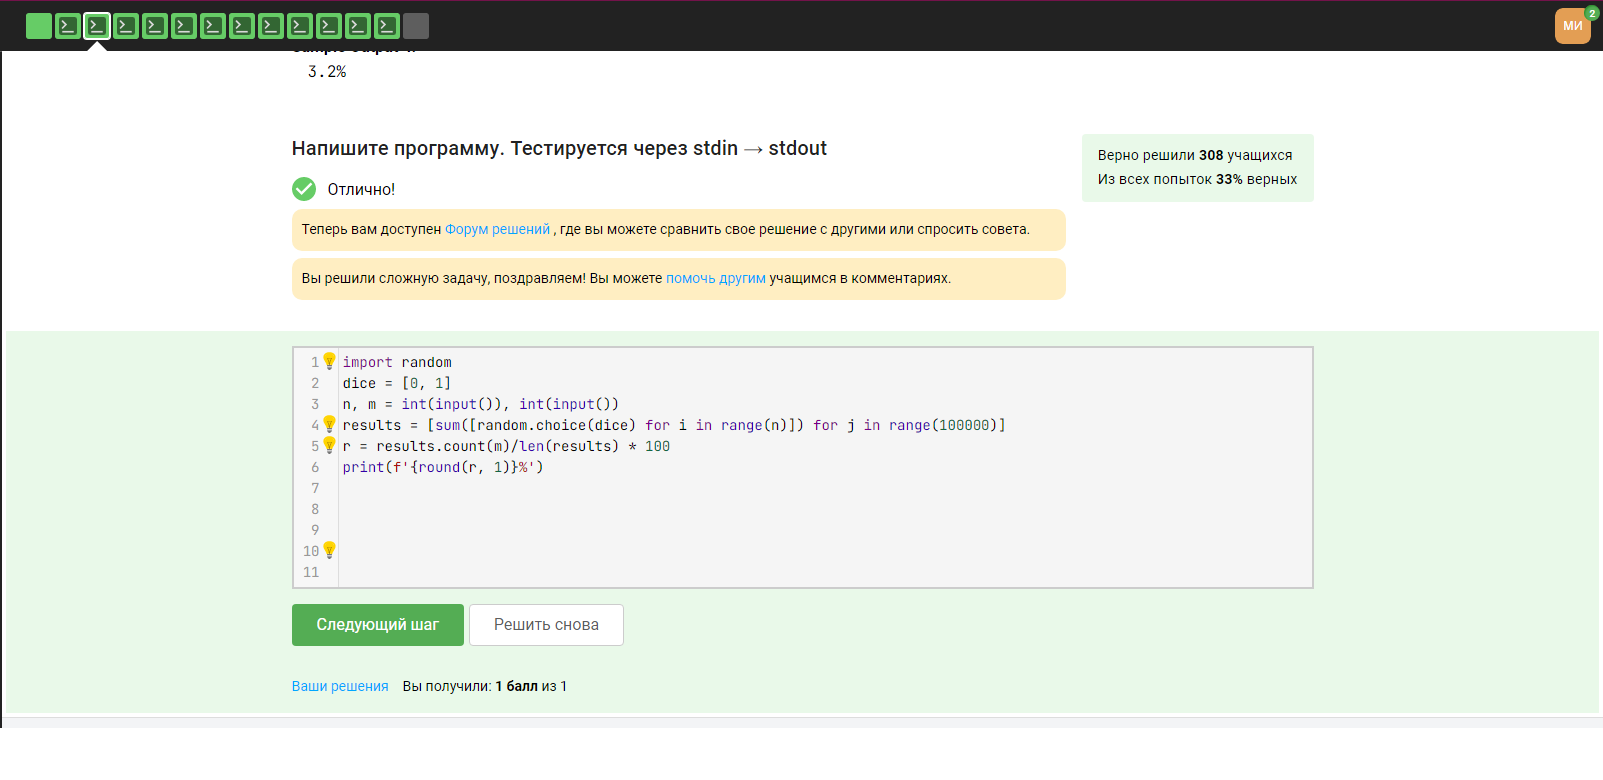 МИ
2
3.2%
Напишите программу. Тестируется через stdin → stdout
Верно решили 308 учащихся
Из всех попыток 33% верных
Отлично!
Теперь вам доступен Форум решений , где вы можете сравнить свое решение с другими или спросить совета.
Вы решили сложную задачу, поздравляем! Вы можете помочь другим учащимся в комментариях.
1 import random
2 dice = [0, 1]
3 n, m = int(input()), int(input())
4 results = [sum([random.choice(dice) for i in range(n)]) for j in range(100000)]
5 r = results.count(m)/len(results) * 100
6 print(f'{round(r, 1)}%')
7
8
9
10
11
Следующий шаг
Решить снова
Ваши решения Вы получили: 1 балл из 1